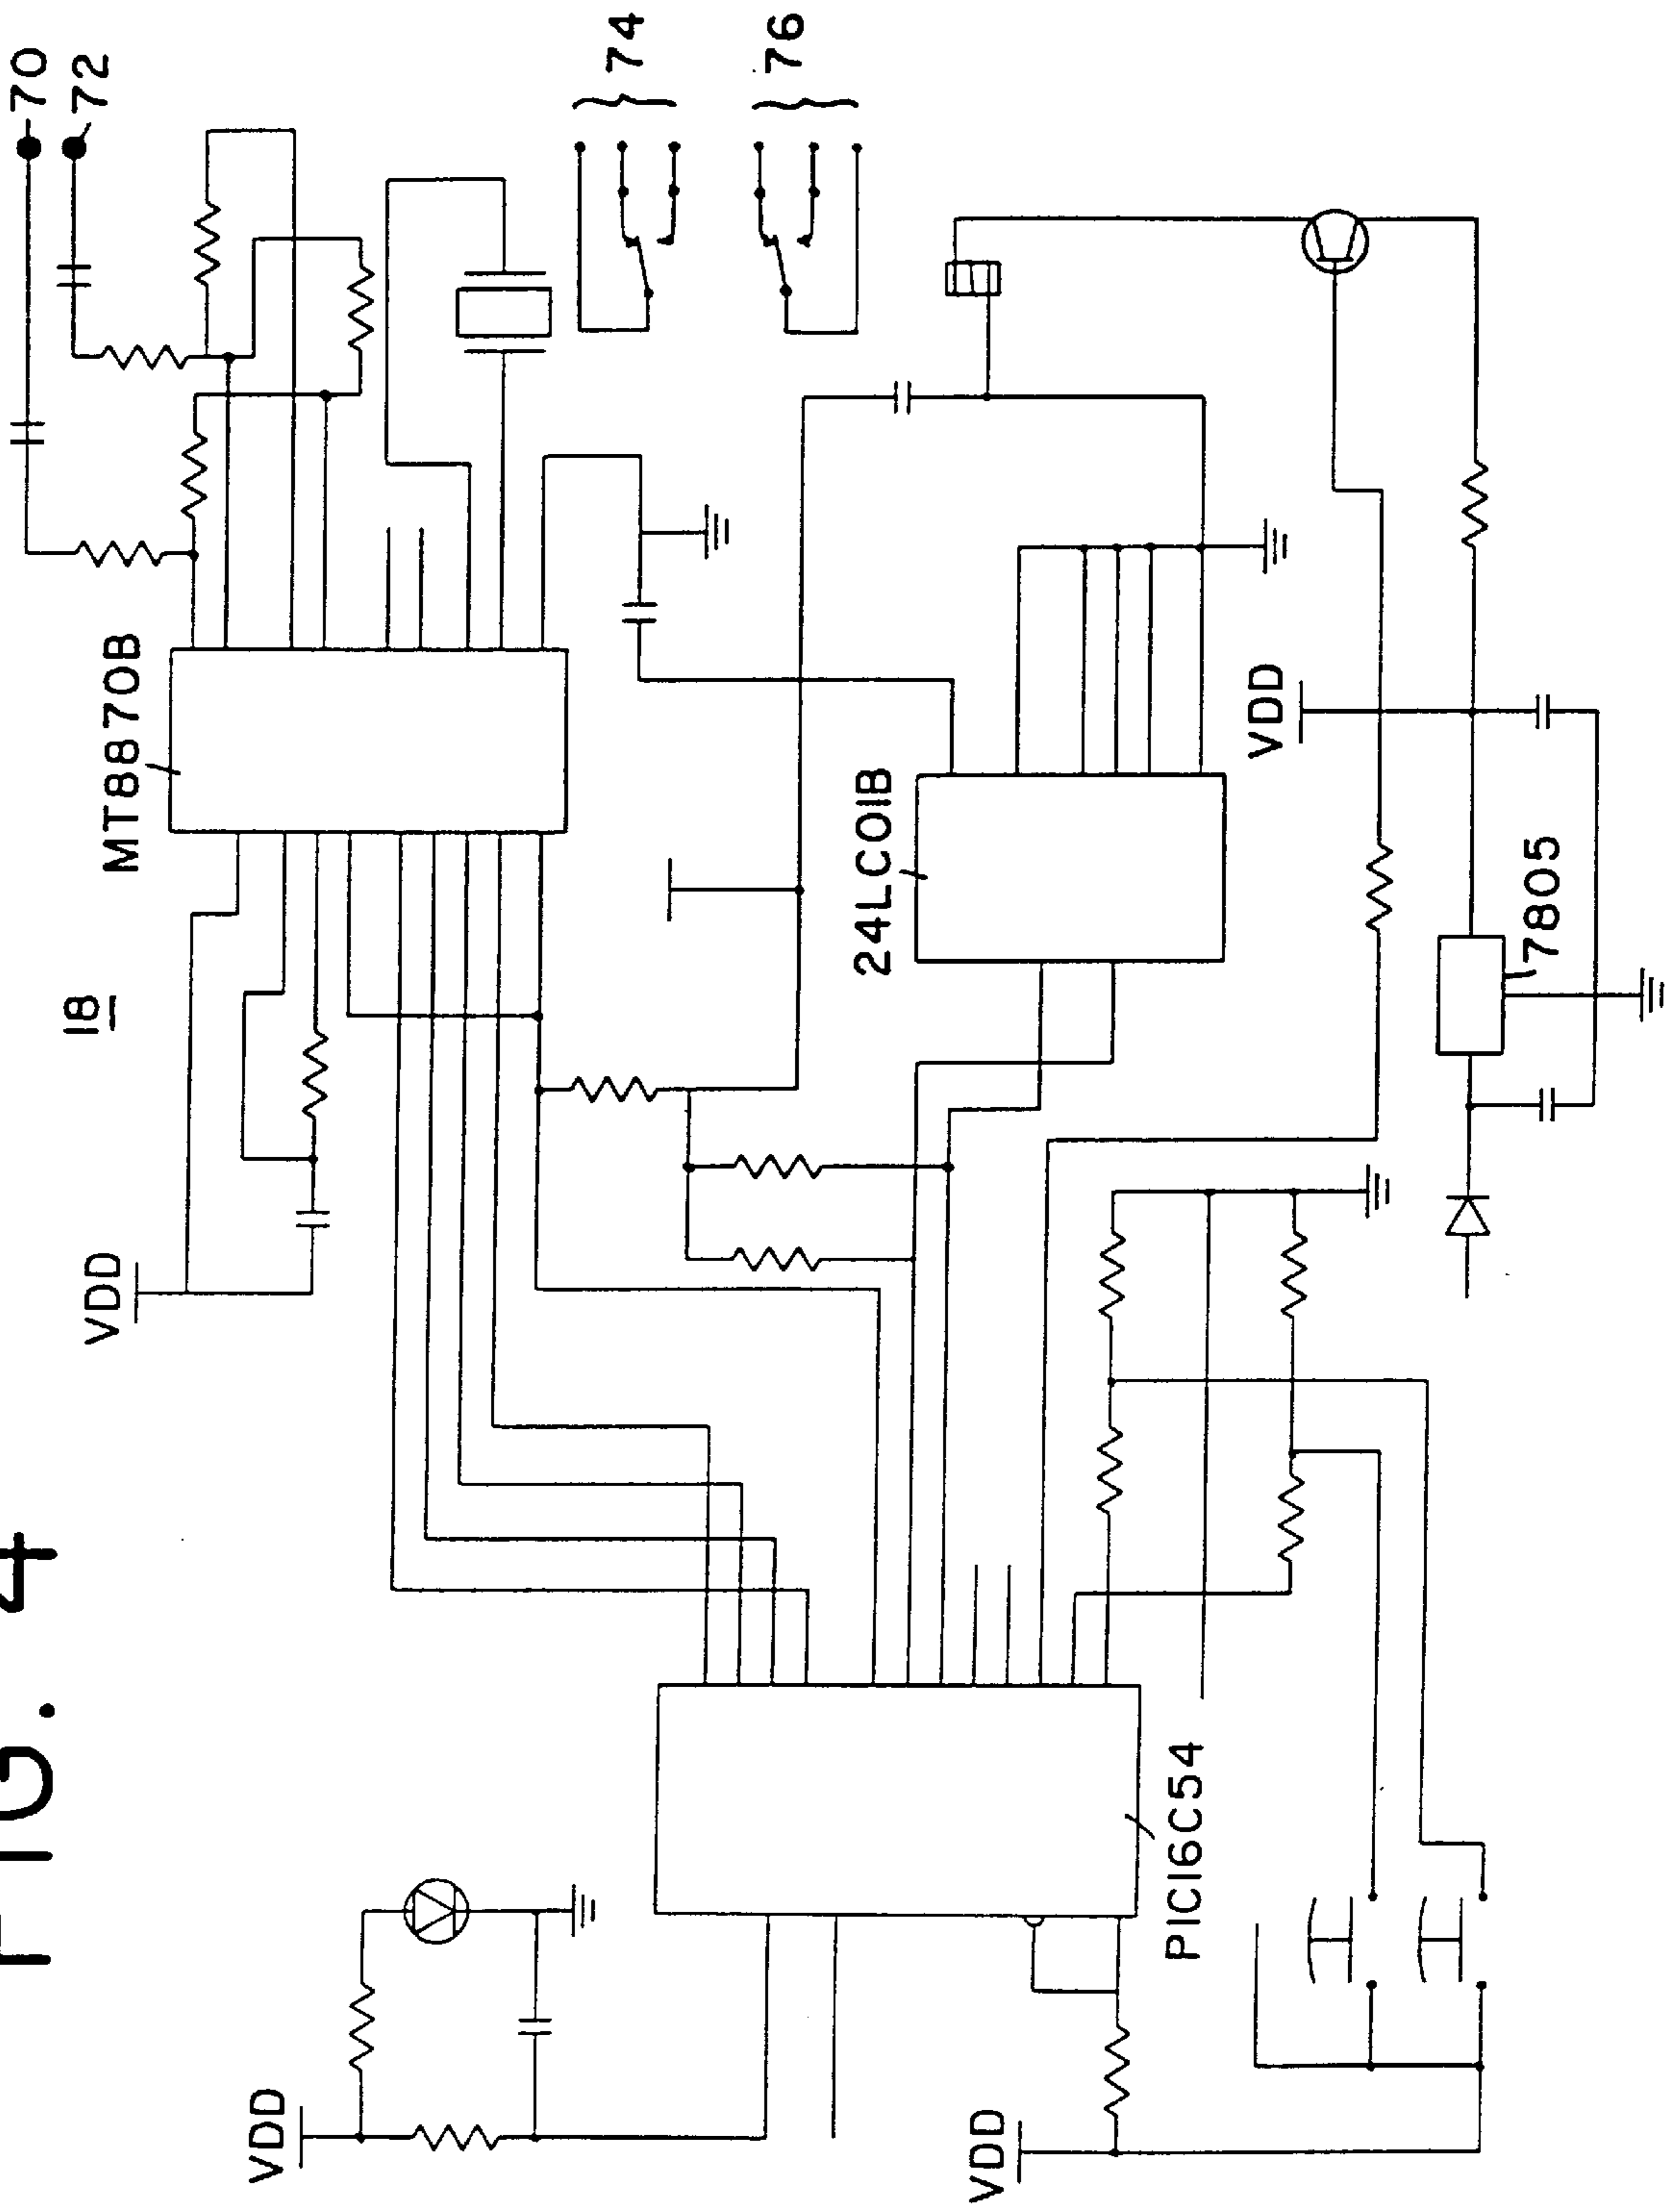 FIG. 4
18
70
72
MT8870B
74
76
VDD
24LC01B
VDD
7805
VDD
PIC16C54
VDD